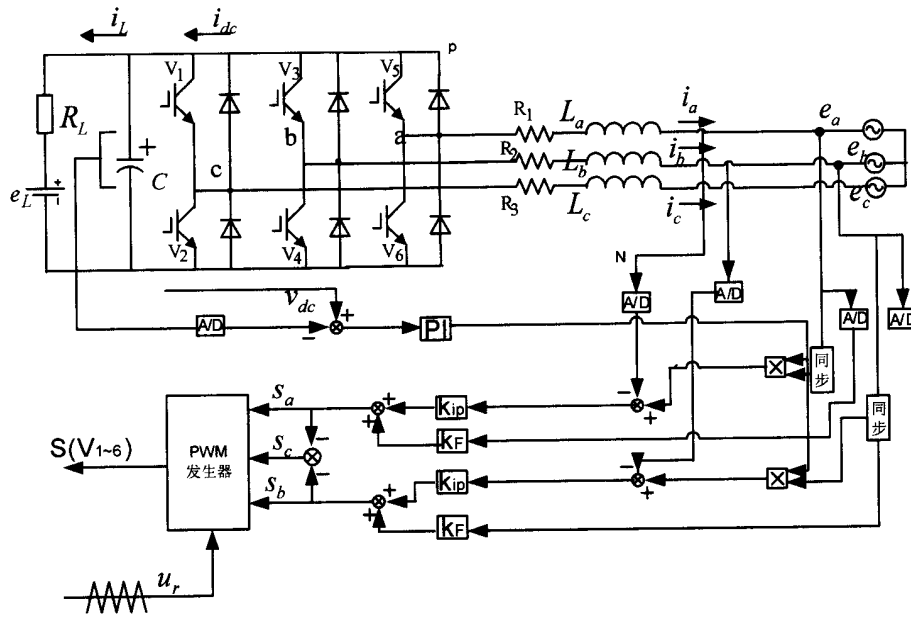 i_L
i_dc
p
V1
V3
V5
R_L
+
C
e_L
+
c
b
a
V2
V4
V6
R1
L_a
i_a
e_a
R2
L_b
i_b
e_b
R3
L_c
i_c
e_c
N
v_dc
A/D
+
−
PI
A/D
A/D
A/D
A/D
同步
同步
S(V1~6)
PWM
发生器
s_a
s_c
s_b
−
−
+
+
Kip
KF
−
+
×
+
+
Kip
KF
−
+
×
u_r